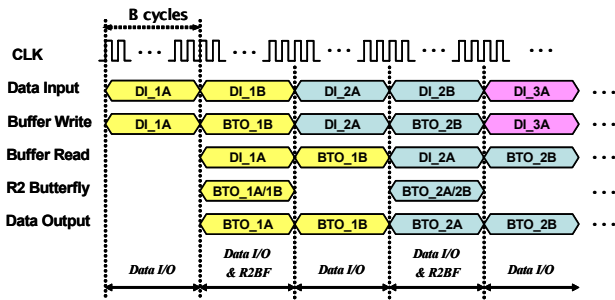 B cycles
CLK ... ... ... ... ...
Data Input DI_1A DI_1B DI_2A DI_2B DI_3A ...
Buffer Write DI_1A BTO_1B DI_2A BTO_2B DI_3A ...
Buffer Read DI_1A BTO_1B DI_2A BTO_2B ...
R2 Butterfly BTO_1A/1B BTO_2A/2B ...
Data Output BTO_1A BTO_1B BTO_2A BTO_2B ...
Data I/O Data I/O & R2BF Data I/O Data I/O & R2BF Data I/O